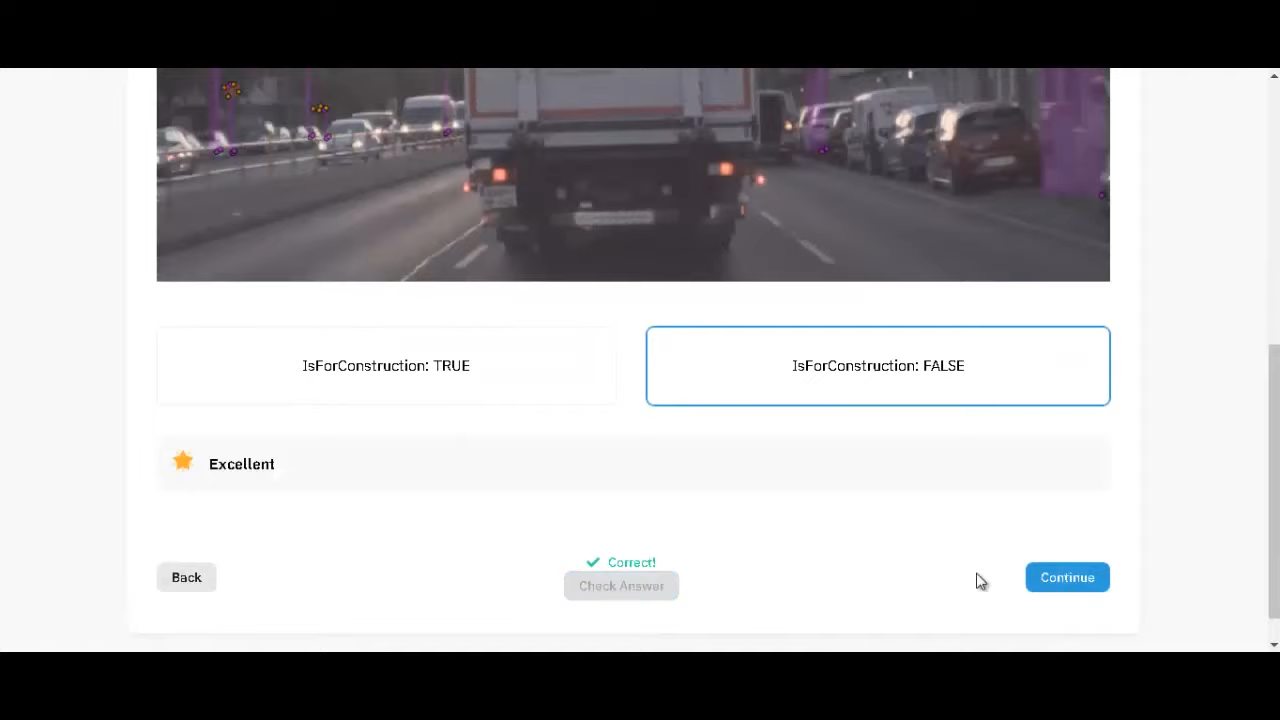 IsForConstruction: TRUE
IsForConstruction: FALSE
Excellent
Correct!
Back
Check Answer
Continue